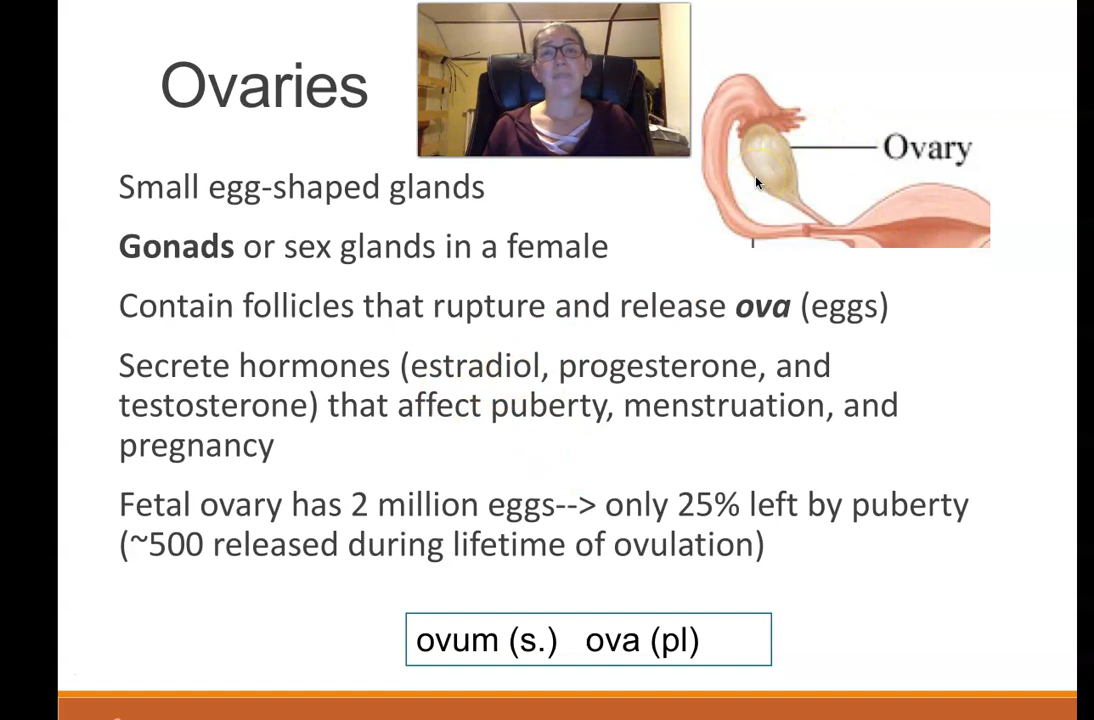 Ovaries
Ovary
Small egg-shaped glands
Gonads or sex glands in a female
Contain follicles that rupture and release ova (eggs)
Secrete hormones (estradiol, progesterone, and
testosterone) that affect puberty, menstruation, and
pregnancy
Fetal ovary has 2 million eggs--> only 25% left by puberty
(~500 released during lifetime of ovulation)
ovum (s.) ova (pl)